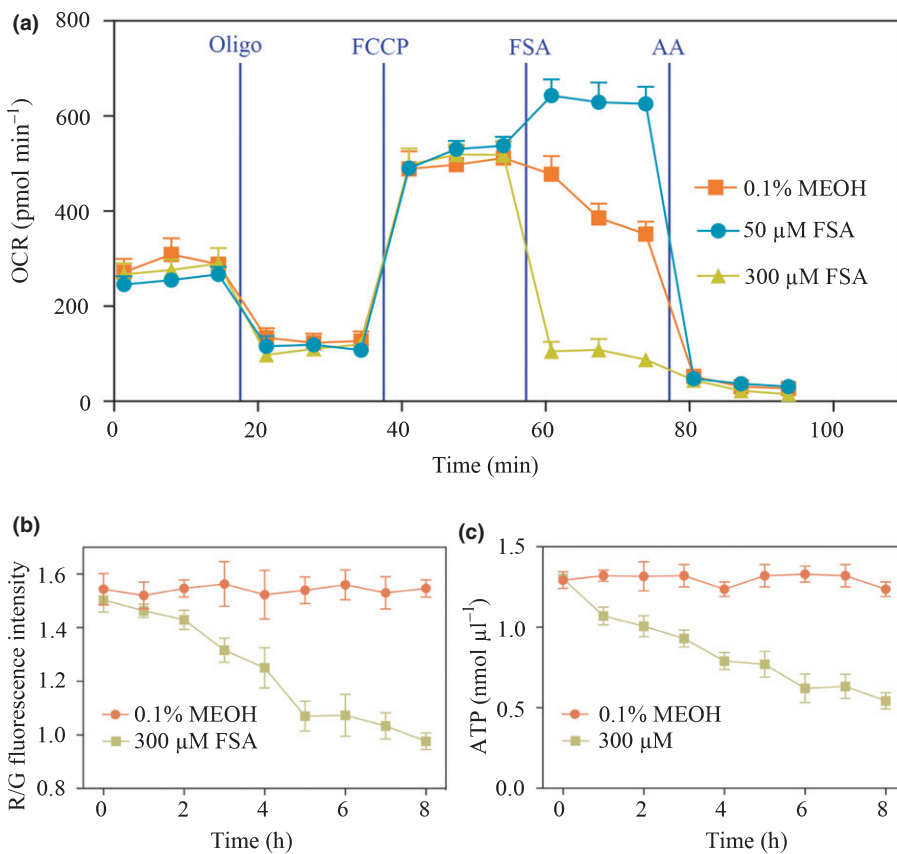 (a)
800
600
400
200
0
OCR (pmol min⁻¹)
Oligo
FCCP
FSA
AA
0.1% MEOH
50 µM FSA
300 µM FSA
0 20 40 60 80 100
Time (min)
(b)
1.6
1.4
1.2
1.0
0.8
R/G fluorescence intensity
0.1% MEOH
300 µM FSA
0 2 4 6 8
Time (h)
(c)
1.5
1.0
0.5
0.0
ATP (nmol µl⁻¹)
0.1% MEOH
300 µM
0 2 4 6 8
Time (h)